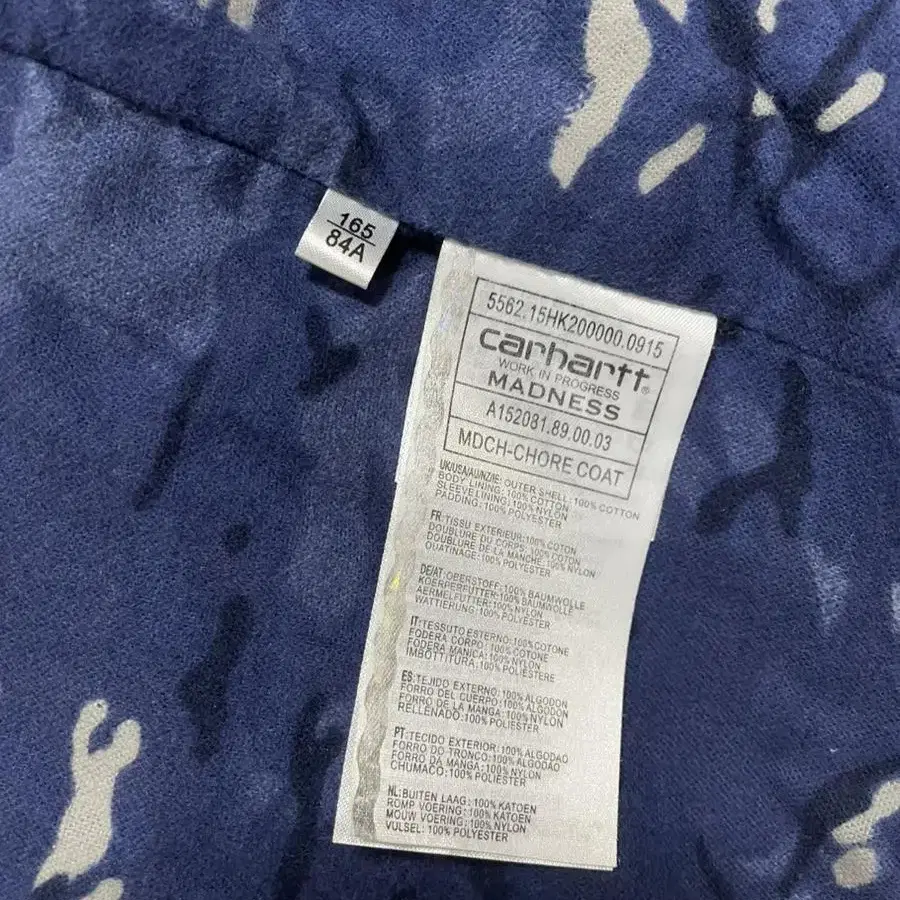 165
84A
5562.15HK200000.0915
carhartt®
WORK IN PROGRESS
MADNESS
A152081.89.00.03
MDCH-CHORE COAT
UK/USA/AU/NZ/IE: OUTER SHELL:100% COTTON
BODY LINING:100% COTTON
SLEEVELINING:100% NYLON
PADDING:100% POLYESTER
FR:TISSU EXTERIEUR:100% COTON
DOUBLURE DU CORPS:100% COTON
DOUBLURE DE LA MANCHE:100% NYLON
OUATINAGE:100% POLYESTER
DE/AT:OBERSTOFF:100% BAUMWOLLE
KOERPERFUTTER:100% BAUMWOLLE
AERMELFUTTER:100% NYLON
WATTIERUNG:100% POLYESTER
IT:TESSUTO ESTERNO:100% COTONE
FODERA CORPO:100% COTONE
FODERA MANICA:100% NYLON
IMBOTTITURA:100% POLIESTERE
ES:TEJIDO EXTERNO:100% ALGODON
FORRO DEL CUERPO:100% ALGODON
FORRO DE LA MANGA:100% NYLON
RELLENADO:100% POLIESTER
PT:TECIDO EXTERIOR:100% ALGODAO
FORRO DO TRONCO:100% ALGODAO
FORRO DA MANGA:100% NYLON
CHUMACO:100% POLIESTER
NL:BUITEN LAAG:100% KATOEN
ROMP VOERING:100% KATOEN
MOUW VOERING:100% NYLON
VULSEL:100% POLYESTER